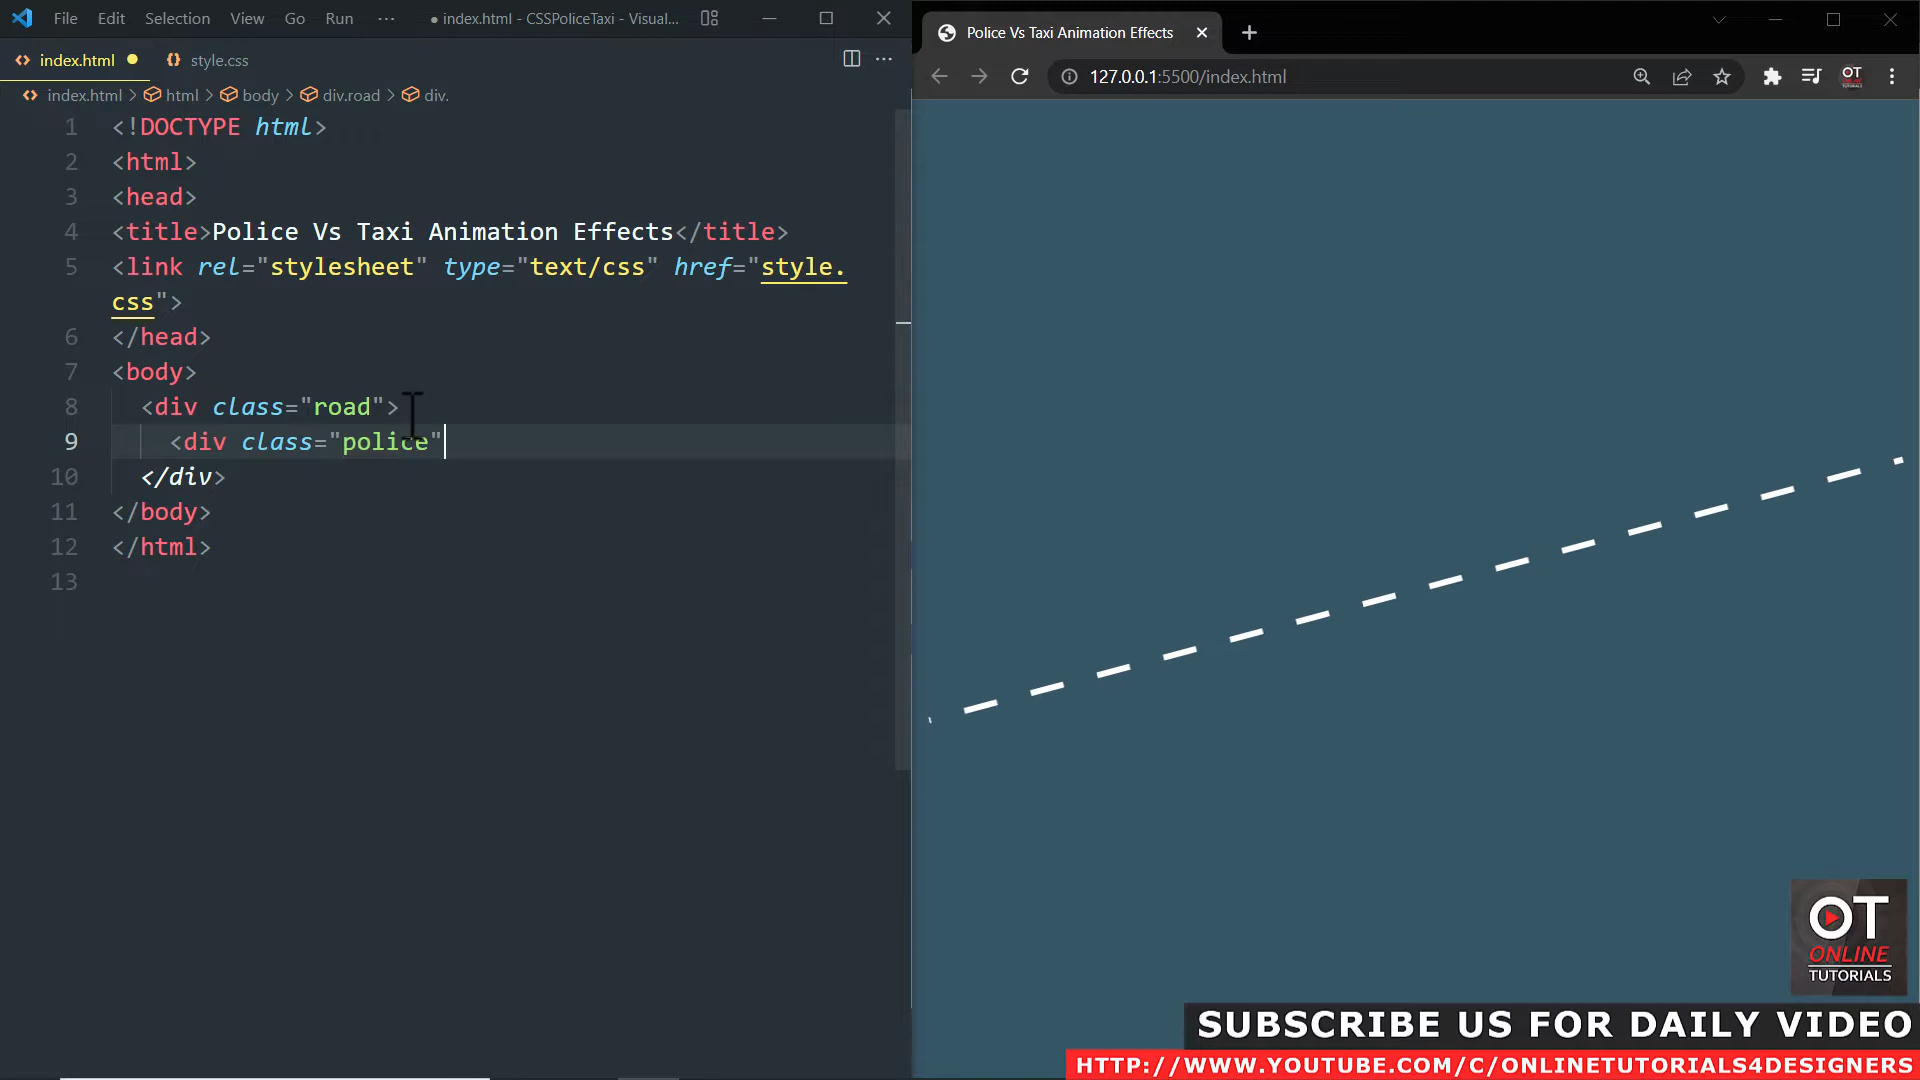 File Edit Selection View Go Run ··· ● index.html - CSSPoliceTaxi - Visual...
index.html ● style.css ···
index.html > html > body > div.road > div.
1 <!DOCTYPE html>
2 <html>
3 <head>
4 <title>Police Vs Taxi Animation Effects</title>
5 <link rel="stylesheet" type="text/css" href="style.
css">
6 </head>
7 <body>
8 <div class="road">
9 <div class="police"
10 </div>
11 </body>
12 </html>
13
Police Vs Taxi Animation Effects
127.0.0.1:5500/index.html
OT
OT
ONLINE
TUTORIALS
SUBSCRIBE US FOR DAILY VIDEO
HTTP://WWW.YOUTUBE.COM/C/ONLINETUTORIALS4DESIGNERS